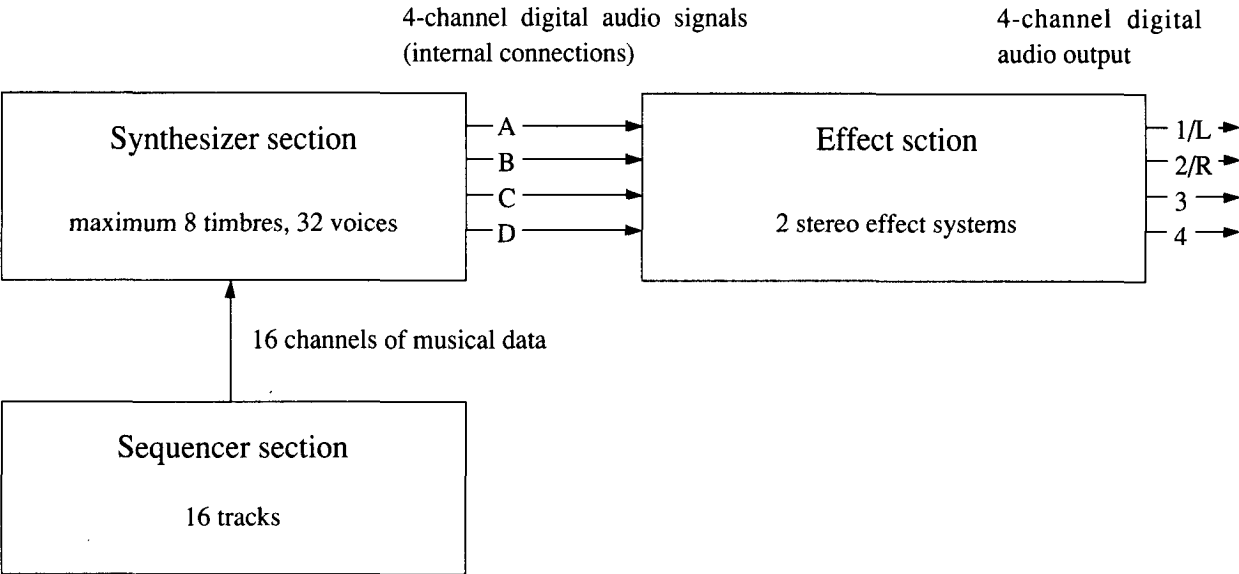 4-channel digital audio signals
(internal connections)
4-channel digital
audio output
Synthesizer section
maximum 8 timbres, 32 voices
A
B
C
D
Effect sction
2 stereo effect systems
1/L
2/R
3
4
16 channels of musical data
Sequencer section
16 tracks